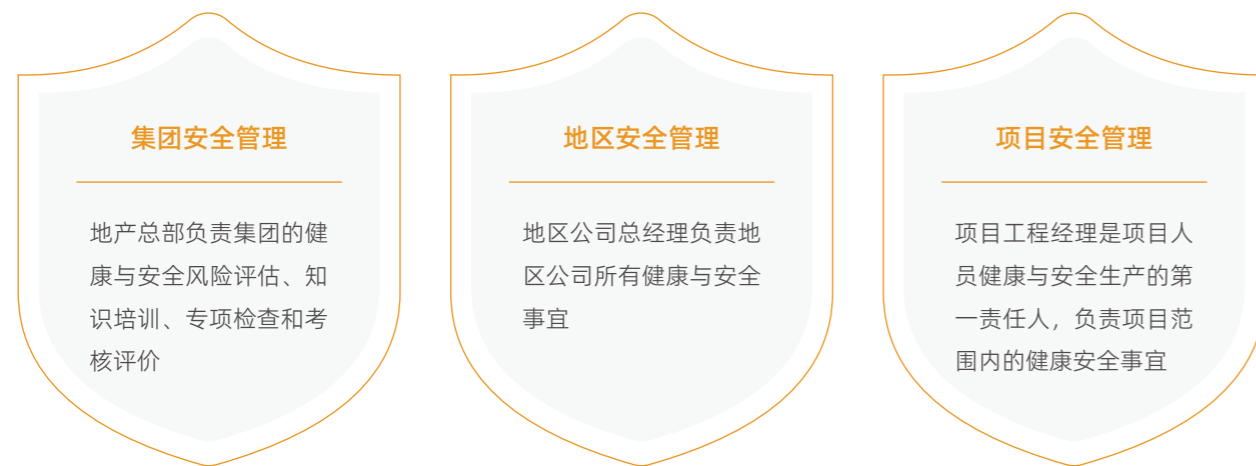 集团安全管理
地产总部负责集团的健
康与安全风险评估、知
识培训、专项检查和考
核评价
地区安全管理
地区公司总经理负责地
区公司所有健康与安全
事宜
项目安全管理
项目工程经理是项目人
员健康与安全生产的第
一责任人，负责项目范
围内的健康安全事宜